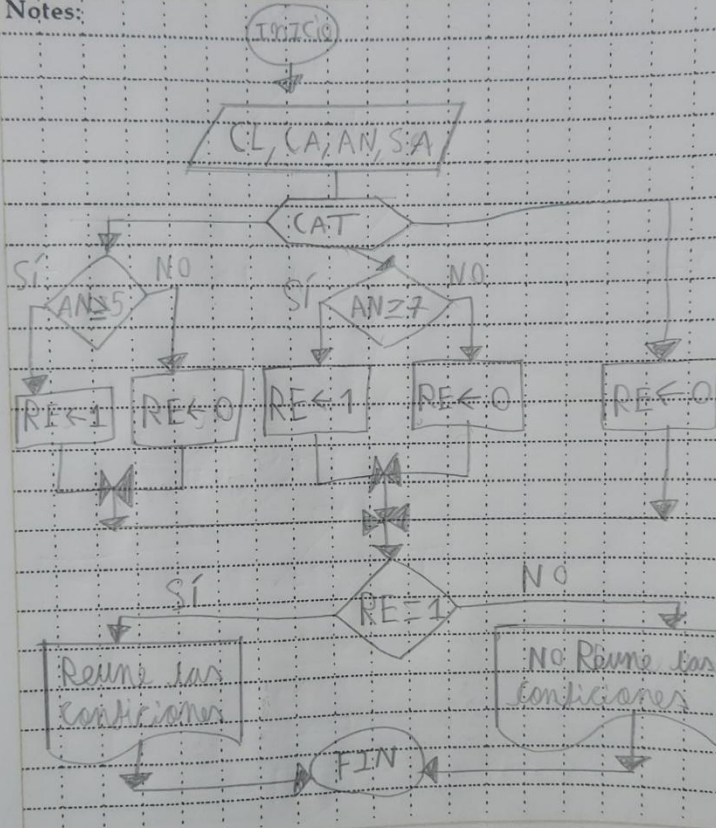 Notes:
Inicio
CL, CA, AN, SA
CAT
SÍ
NO
AN≥5
SÍ
NO
AN≥7
RE←1
RE←0
RE←1
RE←0
RE←0
SÍ
NO
RE=1
Reúne las
condiciones
NO Reúne las
condiciones
FIN